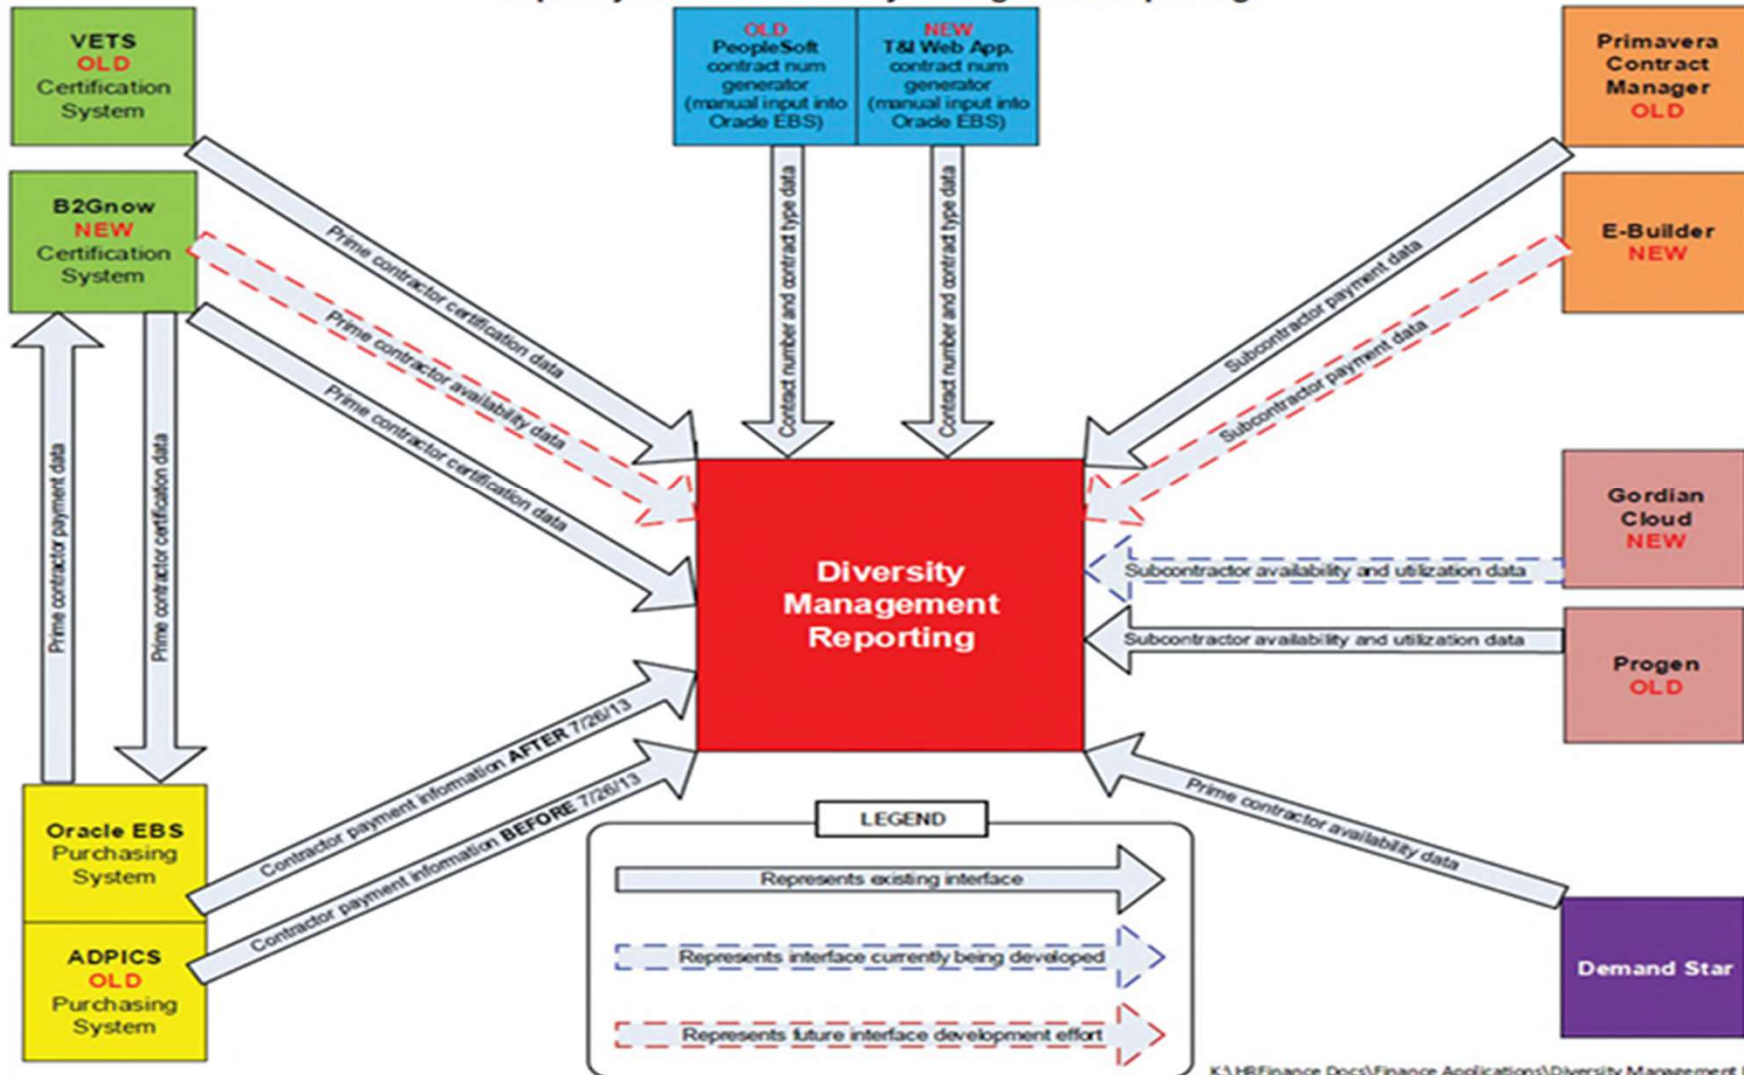 VETS
OLD
Certification
System
B2Gnow
NEW
Certification
System
OLD
PeopleSoft
contract num
generator
(manual input into
Oracle EBS)
NEW
T&I Web App.
contract num
generator
(manual input into
Oracle EBS)
Primavera
Contract
Manager
OLD
E-Builder
NEW
Prime contractor certification data
Prime contractor availability data
Prime contractor certification data
Contract number and contract type data
Contract number and contract type data
Subcontractor payment data
Subcontractor payment data
Prime contractor payment data
Prime contractor certification data
Gordian
Cloud
NEW
Subcontractor availability and utilization data
Subcontractor availability and utilization data
Progen
OLD
Diversity
Management
Reporting
Contractor payment information AFTER 7/26/13
Contractor payment information BEFORE 7/26/13
Prime contractor availability data
Oracle EBS
Purchasing
System
ADPICS
OLD
Purchasing
System
Demand Star
LEGEND
Represents existing interface
Represents interface currently being developed
Represents future interface development effort
K:\HRFinance Docs\Finance Applications\Diversity Management